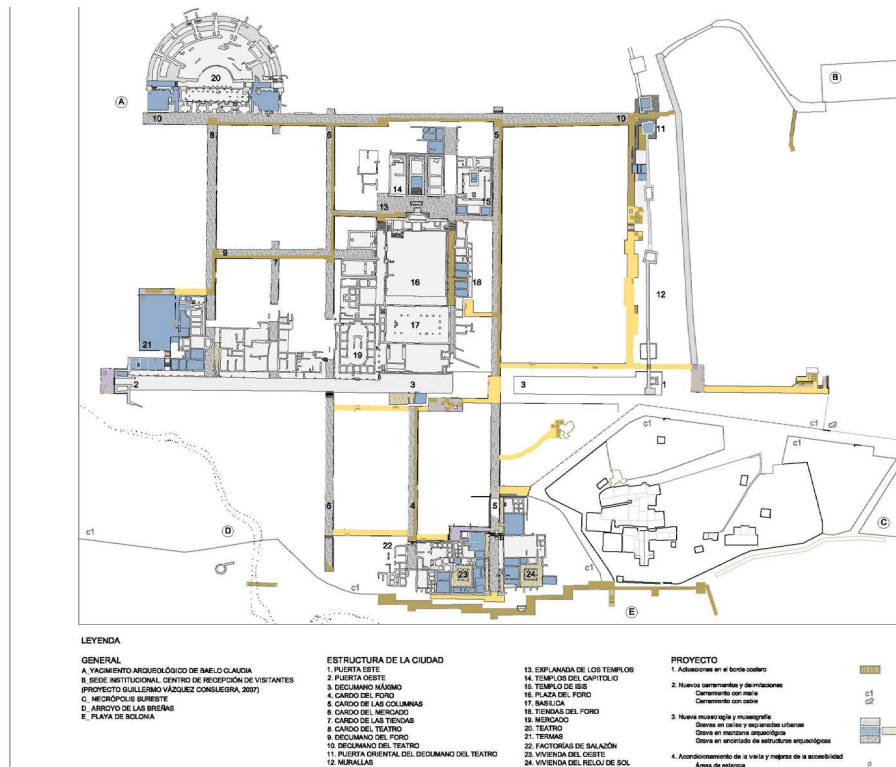 20
A
B
10
10
8
6
5
11
14
15
13
9
16
18
12
17
21
19
2
3
3
1
c1
c2
c1
6
4
5
C
D
c1
22
23
24
c1
c1
E
LEYENDA
GENERAL
A_YACIMIENTO ARQUEOLÓGICO DE BAELO CLAUDIA
B_SEDE INSTITUCIONAL. CENTRO DE RECEPCIÓN DE VISITANTES
(PROYECTO GUILLERMO VÁZQUEZ CONSUEGRA, 2007)
C_ NECRÓPOLIS SURESTE
D_ ARROYO DE LAS BREÑAS
E_ PLAYA DE BOLONIA
ESTRUCTURA DE LA CIUDAD
1. PUERTA ESTE
2. PUERTA OESTE
3. DECUMANO MÁXIMO
4. CARDO DEL FORO
5. CARDO DE LAS COLUMNAS
6. CARDO DEL MERCADO
7. CARDO DE LAS TIENDAS
8. CARDO DEL TEATRO
9. DECUMANO DEL FORO
10. DECUMANO DEL TEATRO
11. PUERTA ORIENTAL DEL DECUMANO DEL TEATRO
12. MURALLAS
13. EXPLANADA DE LOS TEMPLOS
14. TEMPLOS DEL CAPITOLIO
15. TEMPLO DE ISIS
16. PLAZA DEL FORO
17. BASILICA
18. TIENDAS DEL FORO
19. MERCADO
20. TEATRO
21. TERMAS
22. FACTORÍAS DE SALAZÓN
23. VIVIENDA DEL OESTE
24. VIVIENDA DEL RELOJ DE SOL
PROYECTO
1. Actuaciones en el borde costero
2. Nuevos cerramientos y delimitaciones
Cerramiento con malla c1
Cerramiento con cable c2
3. Nueva museología y museografía
Gravas en calles y explanadas urbanas
Grava en manzana arqueológica
Grava en encintado de estructuras arqueológicas
4. Acondicionamiento de la visita y mejoras de la accesibilidad
Áreas de estancia a